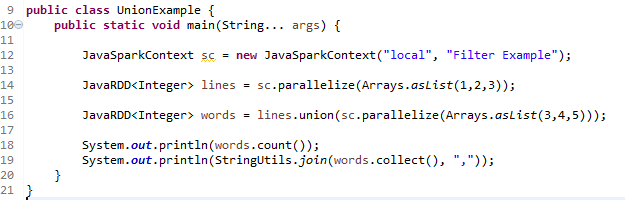 9 public class UnionExample {
10 public static void main(String... args) {
11
12 JavaSparkContext sc = new JavaSparkContext("local", "Filter Example");
13
14 JavaRDD<Integer> lines = sc.parallelize(Arrays.asList(1,2,3));
15
16 JavaRDD<Integer> words = lines.union(sc.parallelize(Arrays.asList(3,4,5)));
17
18 System.out.println(words.count());
19 System.out.println(StringUtils.join(words.collect(), ","));
20 }
21 }